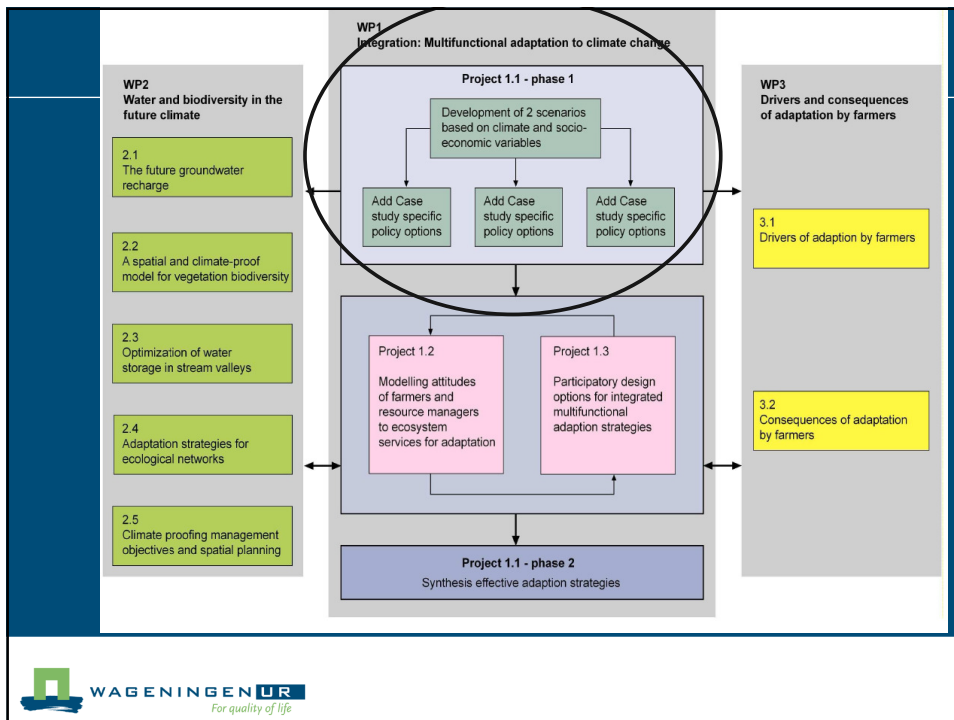 WP1
Integration: Multifunctional adaptation to climate change
Project 1.1 - phase 1
Development of 2 scenarios
based on climate and socio-
economic variables
Add Case
study specific
policy options
Add Case
study specific
policy options
Add Case
study specific
policy options
WP2
Water and biodiversity in the
future climate
2.1
The future groundwater
recharge
2.2
A spatial and climate-proof
model for vegetation biodiversity
2.3
Optimization of water
storage in stream valleys
2.4
Adaptation strategies for
ecological networks
2.5
Climate proofing management
objectives and spatial planning
Project 1.2
Modelling attitudes
of farmers and
resource managers
to ecosystem
services for adaptation
Project 1.3
Participatory design
options for integrated
multifunctional
adaption strategies
Project 1.1 - phase 2
Synthesis effective adaption strategies
WP3
Drivers and consequences
of adaptation by farmers
3.1
Drivers of adaption by farmers
3.2
Consequences of adaptation
by farmers
WAGENINGEN UR
For quality of life